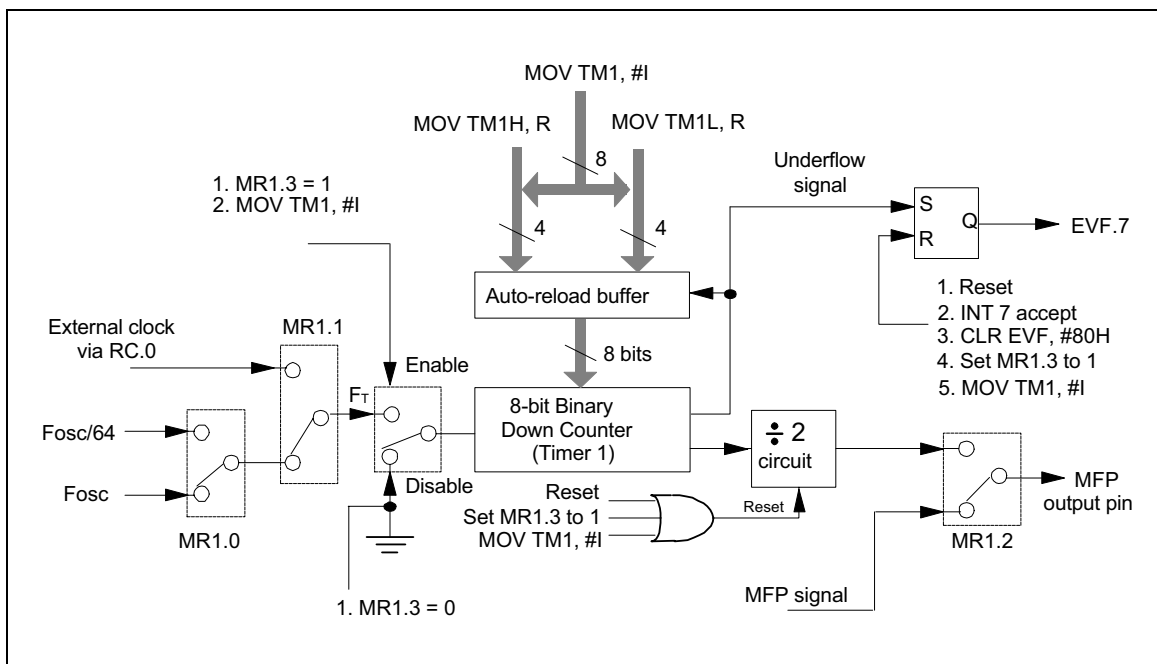 MOV TM1, #I
MOV TM1H, R
MOV TM1L, R
8
4
4
1. MR1.3 = 1
2. MOV TM1, #I
Underflow
signal
S
Q
R
EVF.7
Auto-reload buffer
1. Reset
2. INT 7 accept
3. CLR EVF, #80H
4. Set MR1.3 to 1
5. MOV TM1, #I
External clock
via RC.0
MR1.1
8 bits
Enable
FT
Fosc/64
Fosc
MR1.0
8-bit Binary
Down Counter
(Timer 1)
÷ 2
circuit
Disable
Reset
Set MR1.3 to 1
MOV TM1, #I
Reset
MFP
output pin
MR1.2
MFP signal
1. MR1.3 = 0